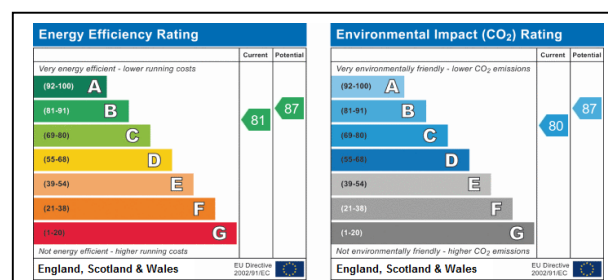 Energy Efficiency Rating
Current Potential
Very energy efficient - lower running costs
(92-100) A
(81-91) B
(69-80) C
(55-68) D
(39-54) E
(21-38) F
(1-20) G
81
87
Not energy efficient - higher running costs
England, Scotland & Wales
EU Directive
2002/91/EC
Environmental Impact (CO₂) Rating
Current Potential
Very environmentally friendly - lower CO₂ emissions
(92-100) A
(81-91) B
(69-80) C
(55-68) D
(39-54) E
(21-38) F
(1-20) G
80
87
Not environmentally friendly - higher CO₂ emissions
England, Scotland & Wales
EU Directive
2002/91/EC